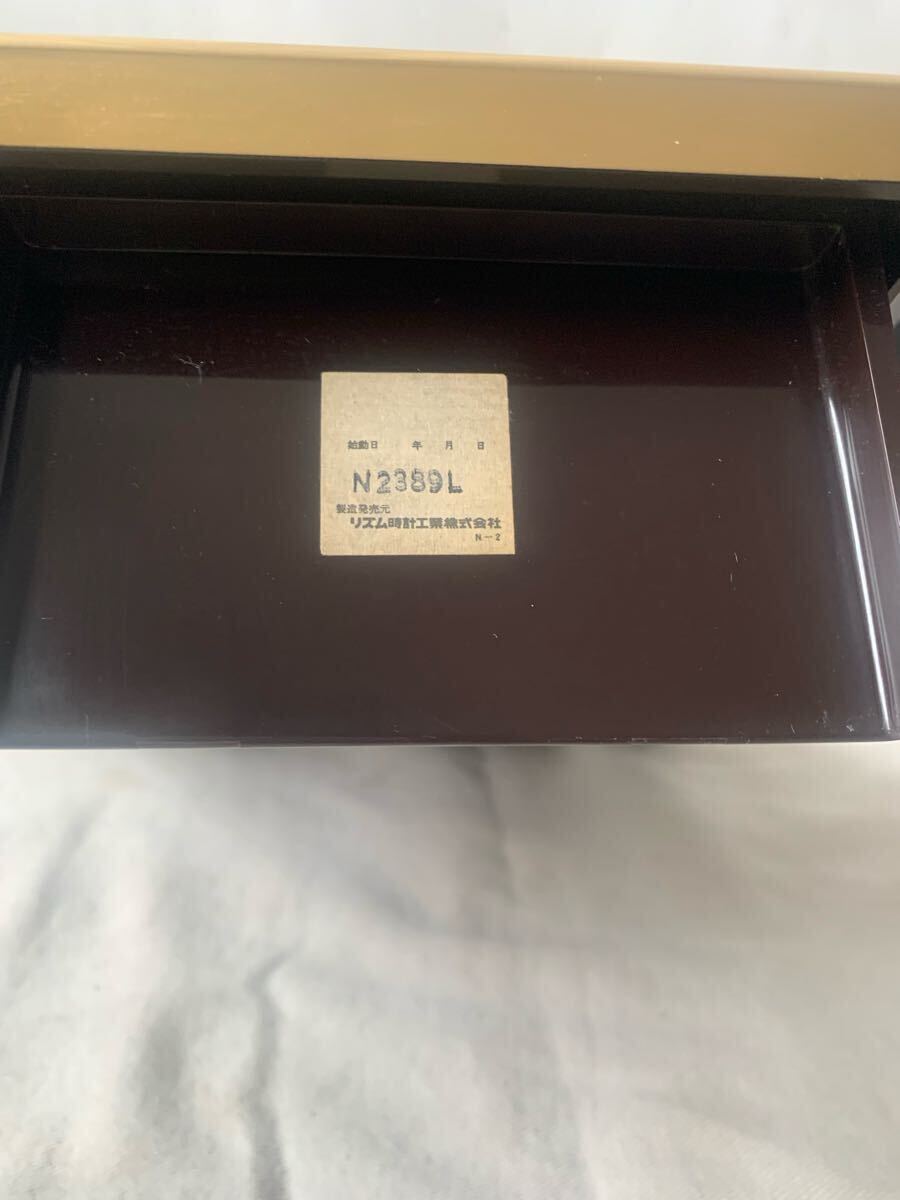 始動日 年 月 日
N2389L
製造発売元
リズム時計工業株式会社
N-2